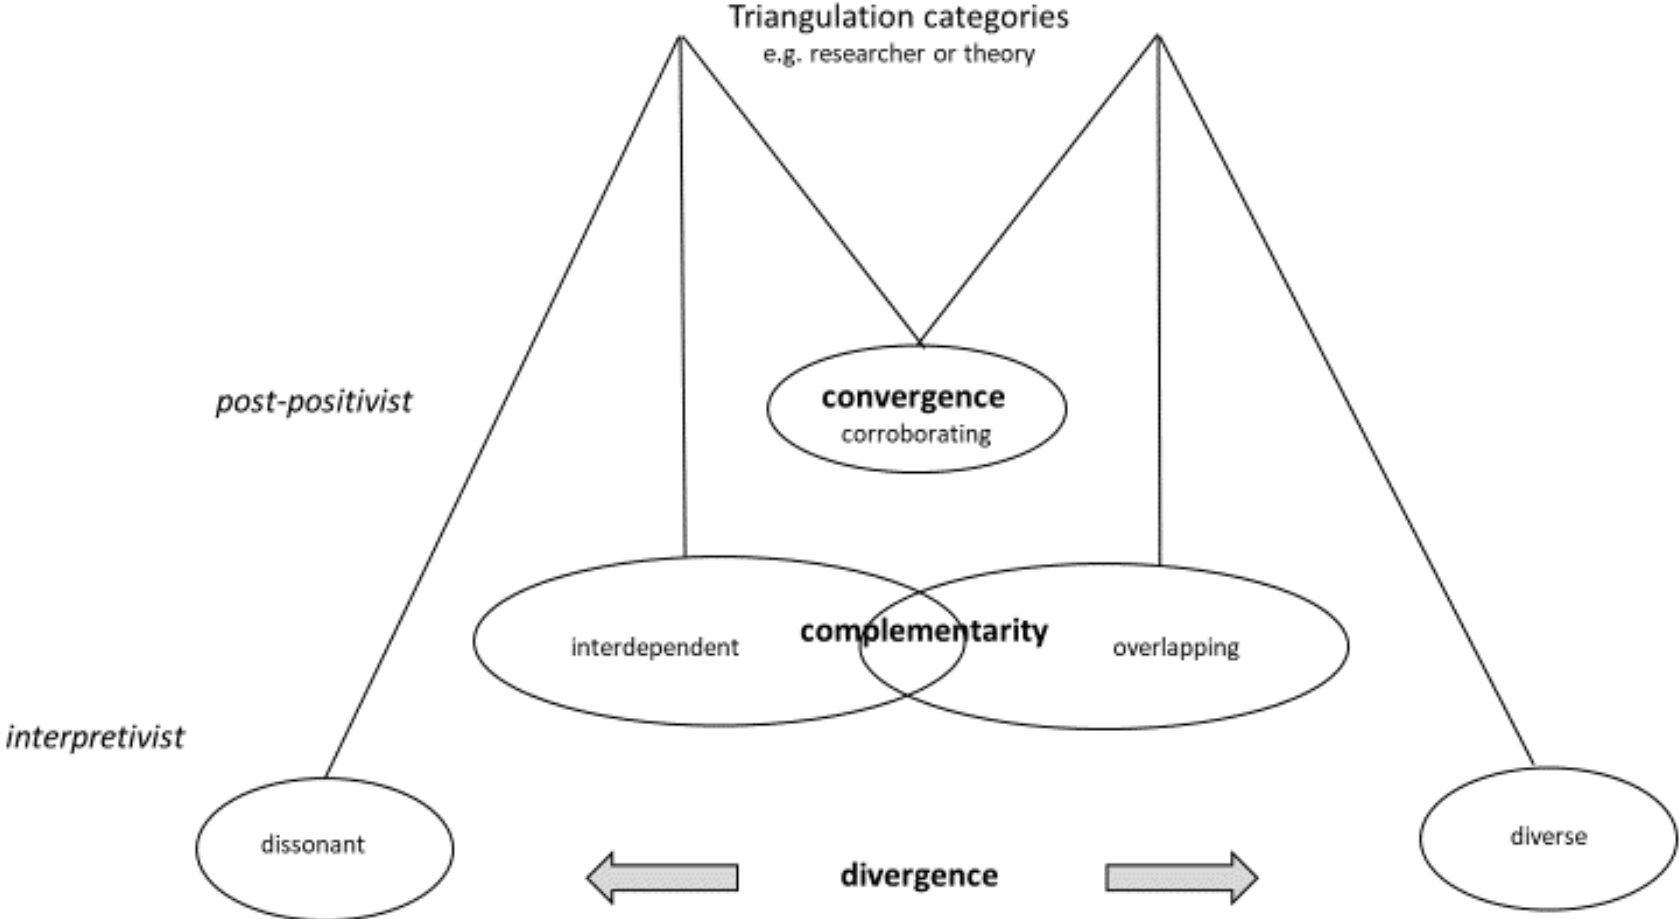 Triangulation categories
e.g. researcher or theory
post-positivist
convergence
corroborating
complementarity
interdependent
overlapping
interpretivist
dissonant
diverse
divergence